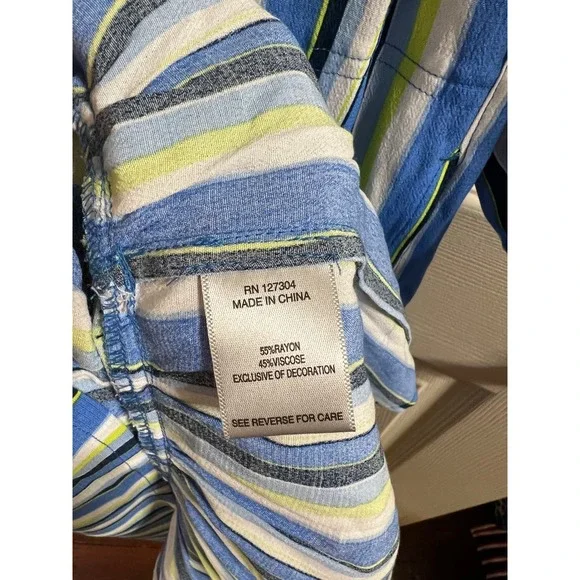 RN 127304
MADE IN CHINA
55%RAYON
45%VISCOSE
EXCLUSIVE OF DECORATION
SEE REVERSE FOR CARE